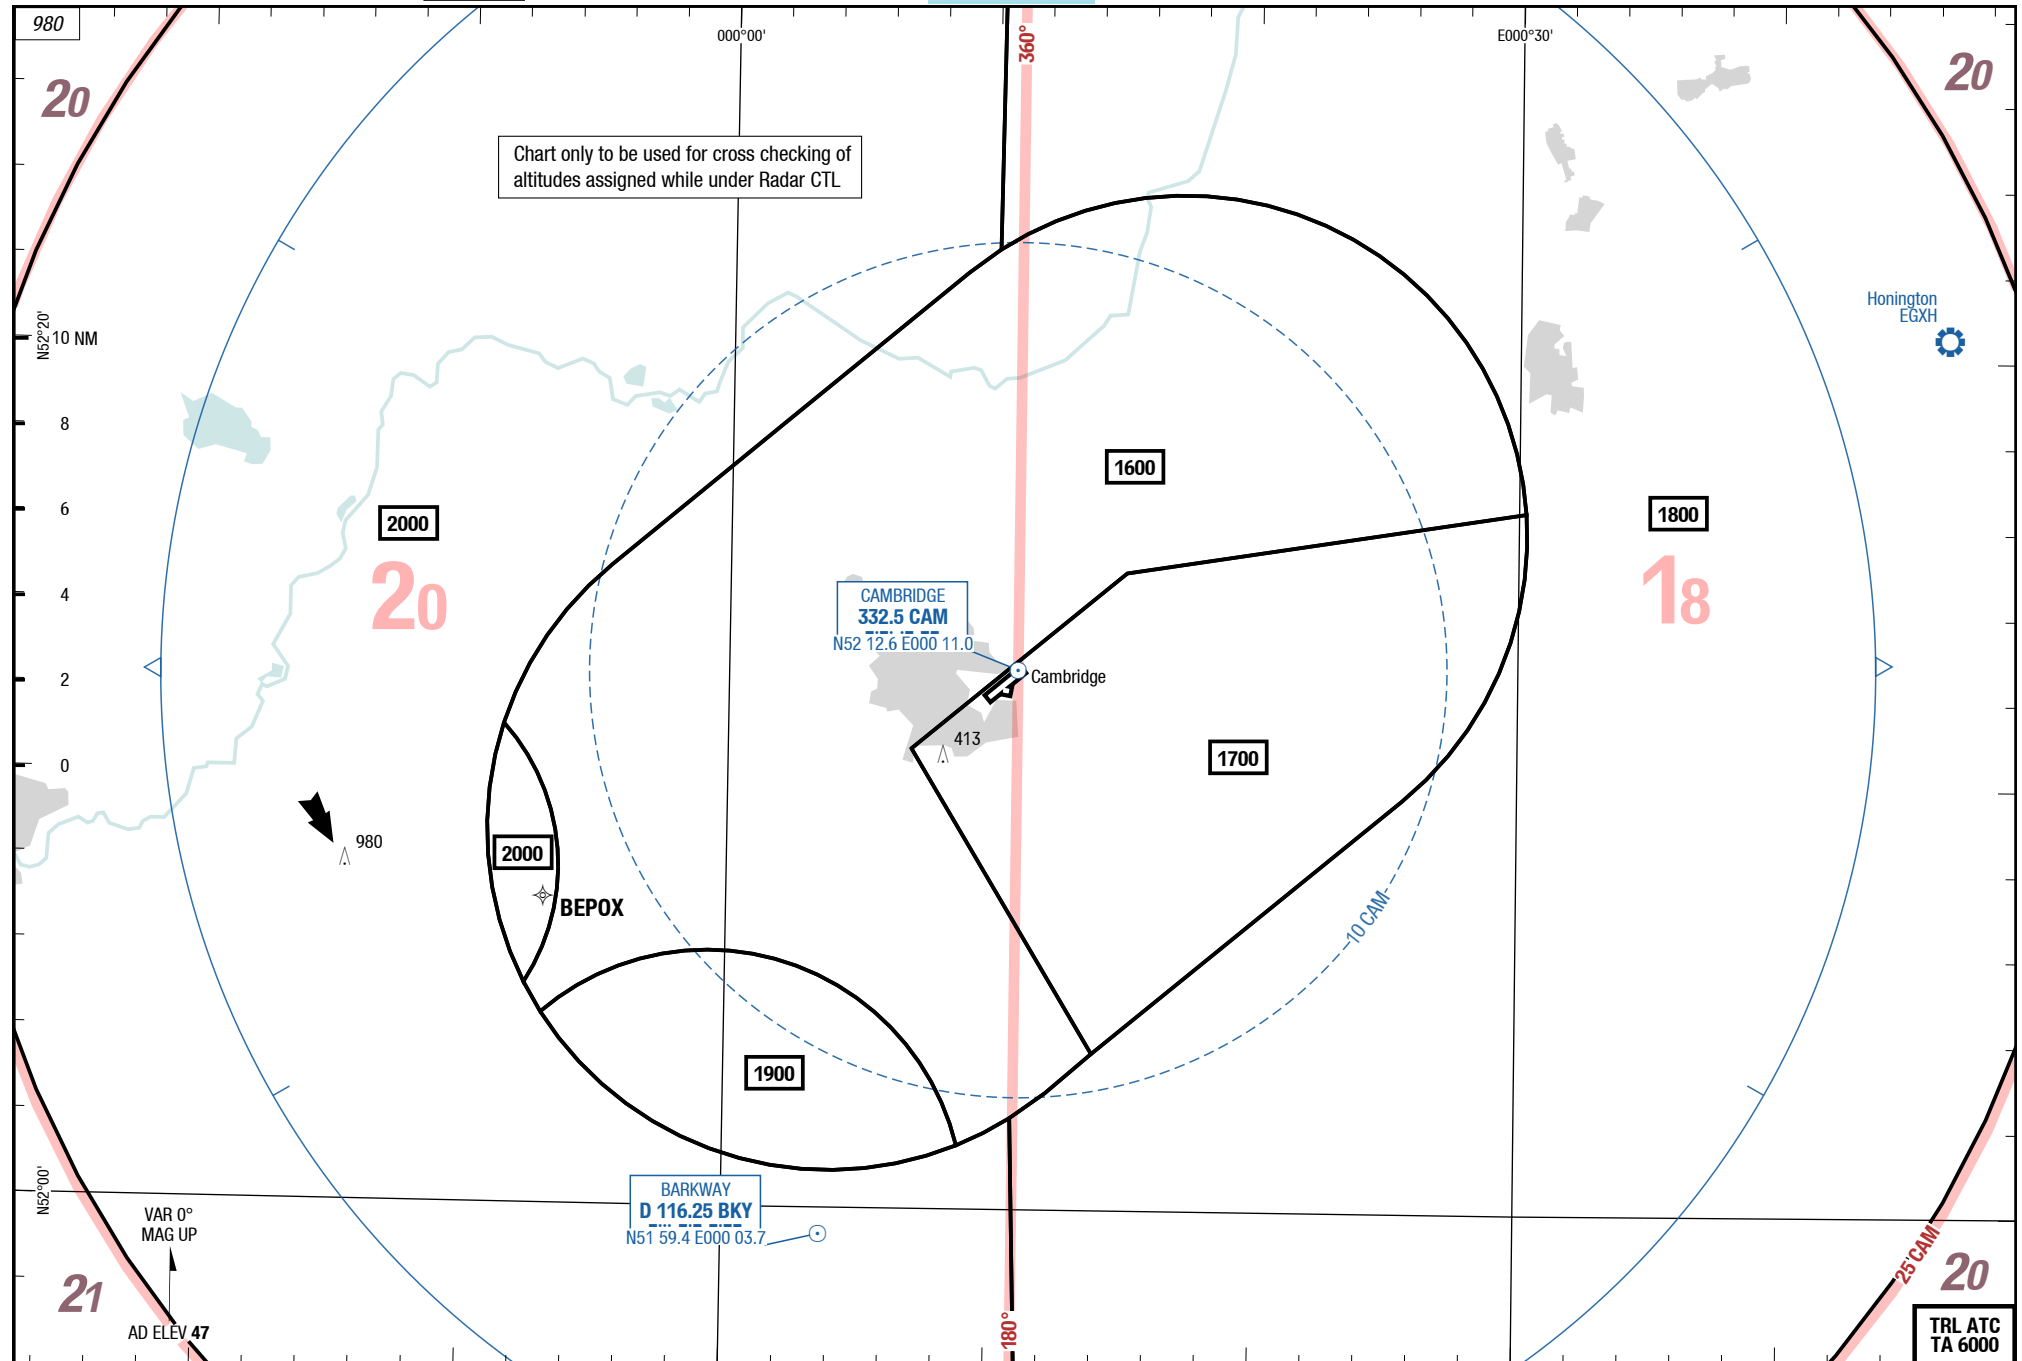 980
000°00'
360°
E000°30'
20
20
Chart only to be used for cross checking of
altitudes assigned while under Radar CTL
Honington
EGXH
N52°20'
10 NM
8
1600
6
2000
1800
20
18
4
CAMBRIDGE
332.5 CAM
N52 12.6 E000 11.0
Cambridge
2
413
1700
0
980
2000
BEPOX
10 CAM
1900
N52°00'
BARKWAY
D 116.25 BKY
N51 59.4 E000 03.7
VAR 0°
MAG UP
25 CAM
21
20
AD ELEV 47
180°
TRL ATC
TA 6000